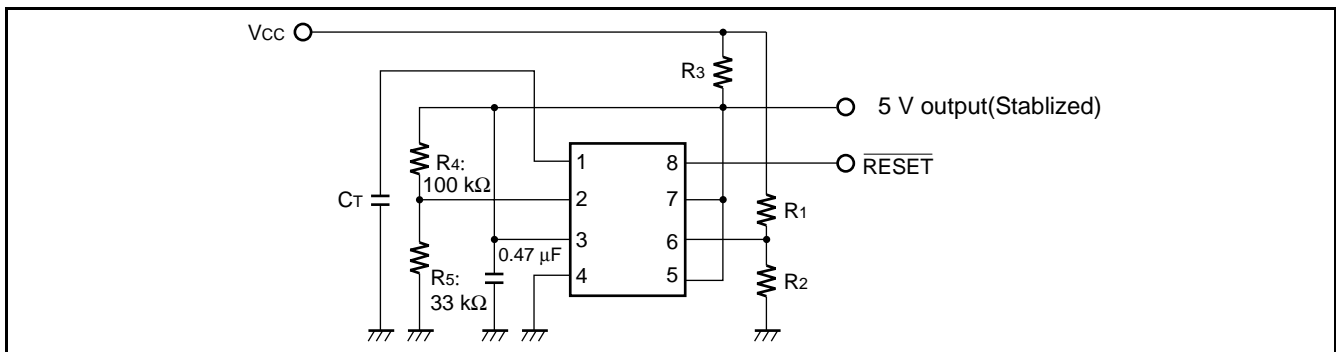 VCC
R3
5 V output(Stablized)
R4:
100 kΩ
1
8
RESET
CT
2
7
R1
3
6
0.47 µF
R5:
33 kΩ
4
5
R2